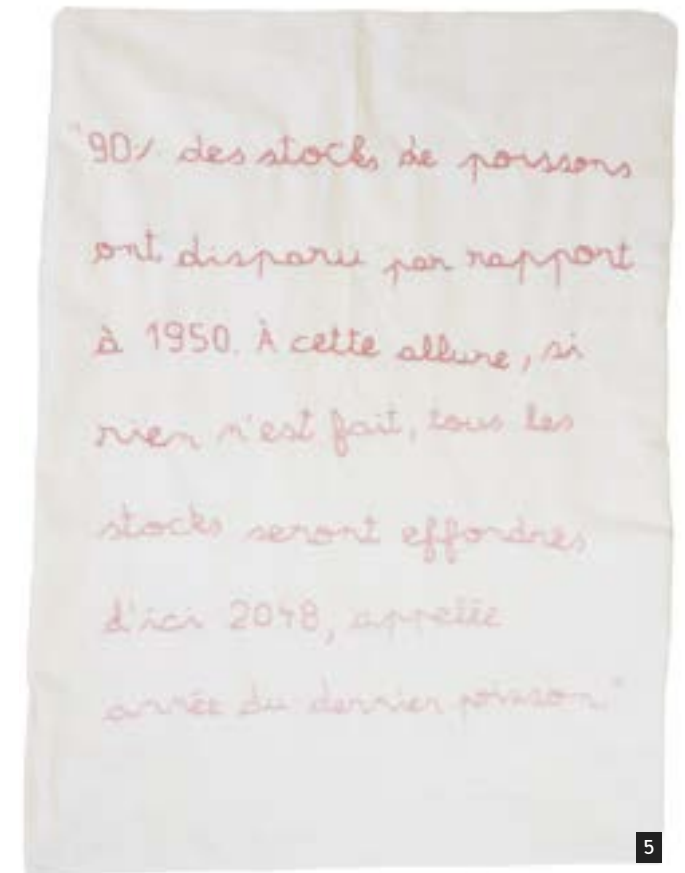 "90% des stocks de poissons
ont disparu par rapport
à 1950. À cette allure, si
rien n'est fait, tous les
stocks seront effondrés
d'ici 2048, appelée
année du dernier poisson."
5